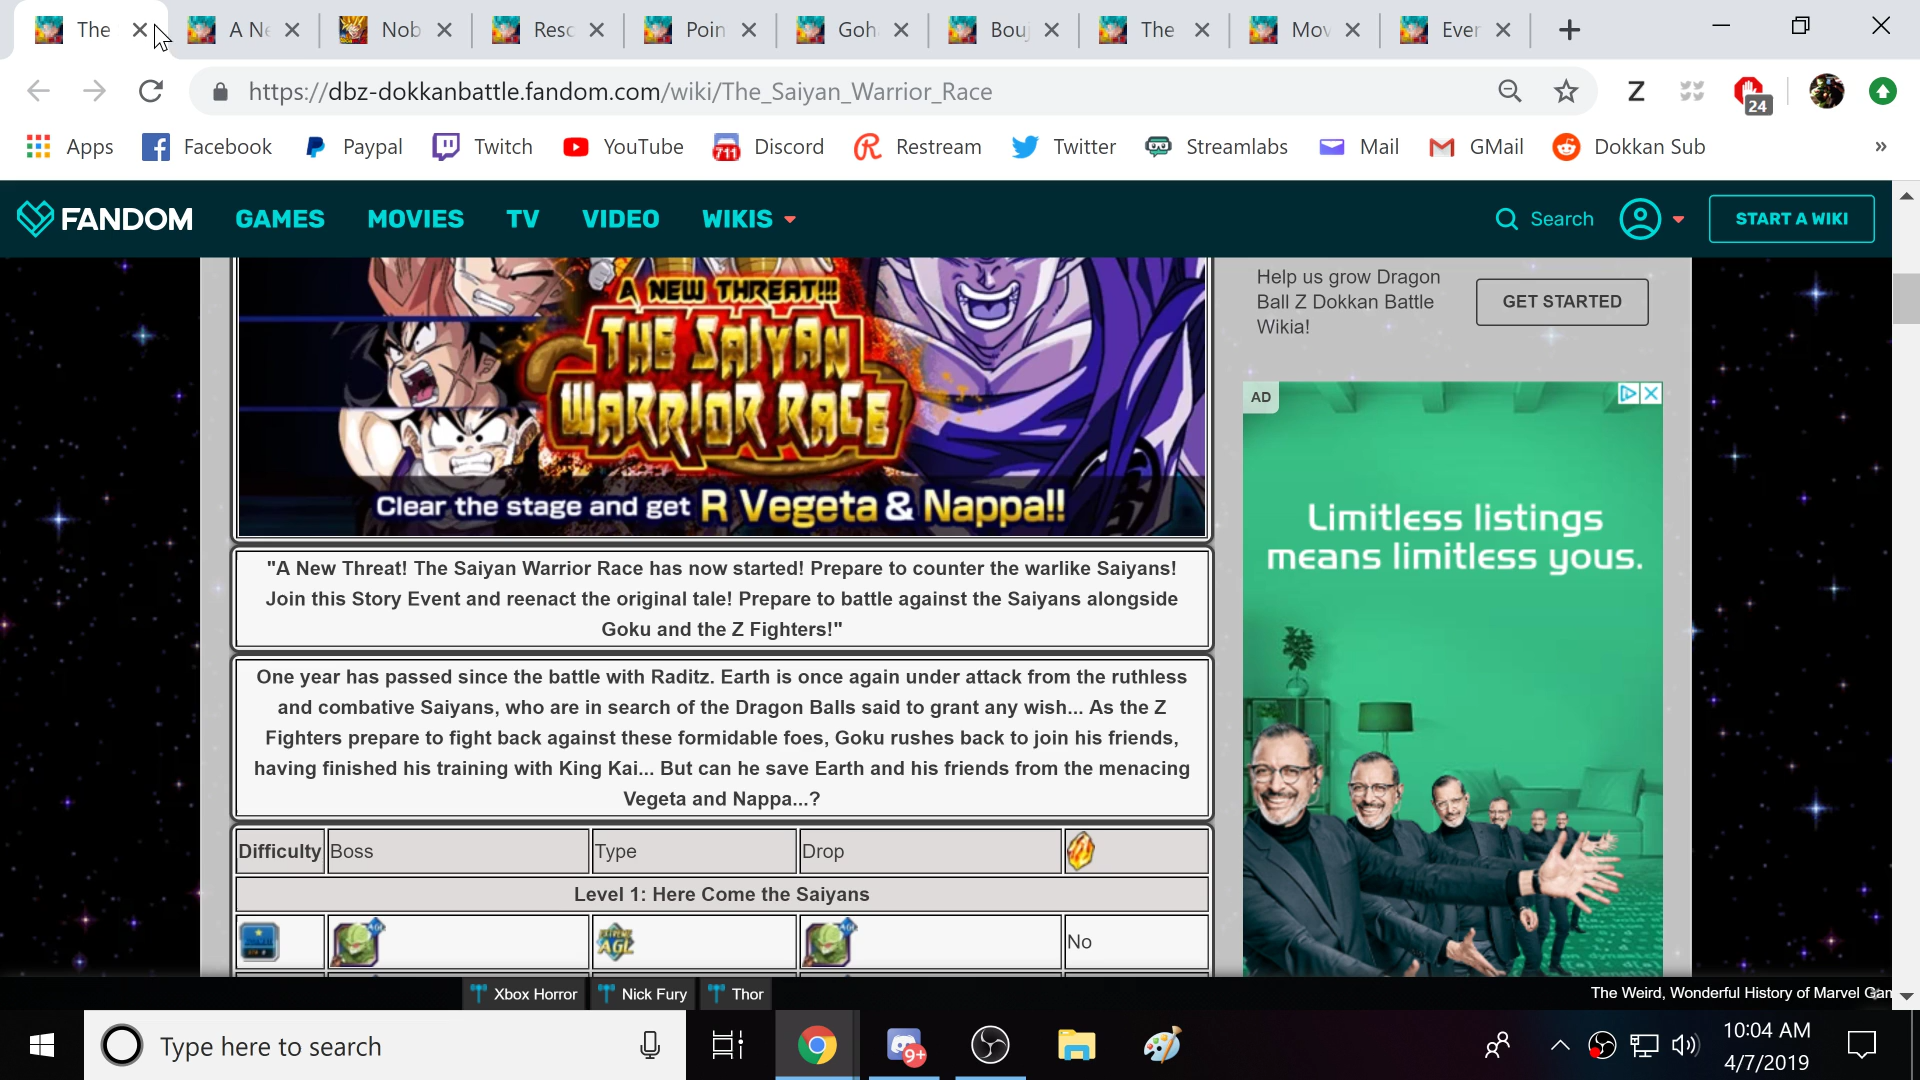 The
A Ne
Nob
Resc
Poin
Goh
Bouj
The
Mov
Ever
https://dbz-dokkanbattle.fandom.com/wiki/The_Saiyan_Warrior_Race
Z
24
Apps
Facebook
Paypal
Twitch
711
Discord
Restream
Twitter
Streamlabs
Mail
GMail
Dokkan Sub
»
FANDOM
GAMES
MOVIES
TV
VIDEO
WIKIS
Search
START A WIKI
A NEW THREAT!!!
THE SAIYAN
WARRIOR RACE
Clear the stage and get R Vegeta & Nappa!!
Help us grow Dragon
Ball Z Dokkan Battle
Wikia!
GET STARTED
AD
Limitless listings
means limitless yous.
"A New Threat! The Saiyan Warrior Race has now started! Prepare to counter the warlike Saiyans!
Join this Story Event and reenact the original tale! Prepare to battle against the Saiyans alongside
Goku and the Z Fighters!"
One year has passed since the battle with Raditz. Earth is once again under attack from the ruthless
and combative Saiyans, who are in search of the Dragon Balls said to grant any wish... As the Z
Fighters prepare to fight back against these formidable foes, Goku rushes back to join his friends,
having finished his training with King Kai... But can he save Earth and his friends from the menacing
Vegeta and Nappa...?
Difficulty Boss Type Drop
Level 1: Here Come the Saiyans
AGL
EXTREME
AGL
AGL
No
Xbox Horror
Nick Fury
Thor
The Weird, Wonderful History of Marvel Gam
Type here to search
9+
10:04 AM
4/7/2019